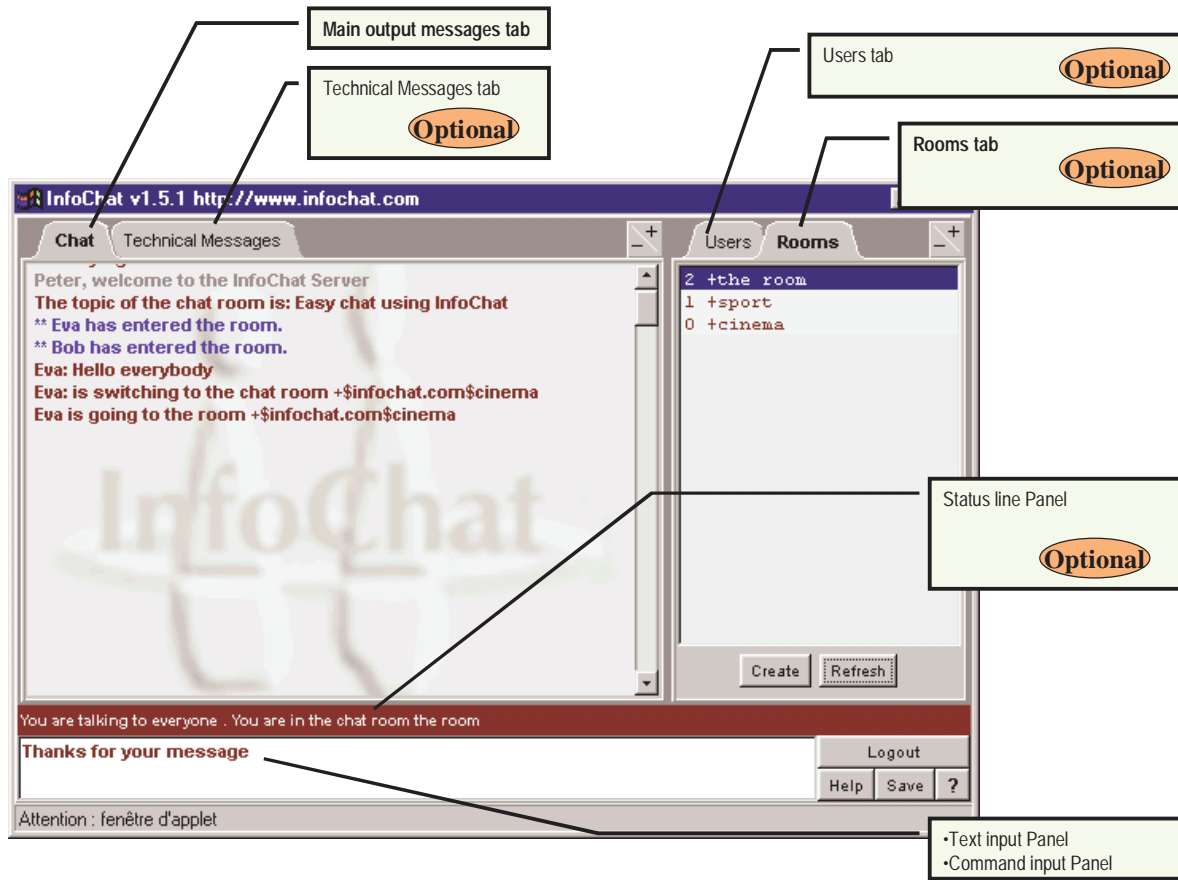 Main output messages tab
Technical Messages tab
Optional
Users tab
Optional
Rooms tab
Optional
InfoChat v1.5.1 http://www.infochat.com
Chat
Technical Messages
Users
Rooms
Peter, welcome to the InfoChat Server
The topic of the chat room is: Easy chat using InfoChat
** Eva has entered the room.
** Bob has entered the room.
Eva: Hello everybody
Eva: is switching to the chat room +$infochat.com$cinema
Eva is going to the room +$infochat.com$cinema
InfoChat
2 +the room
1 +sport
0 +cinema
Status line Panel
Optional
Create
Refresh
You are talking to everyone . You are in the chat room the room
Thanks for your message
Logout
Help
Save
?
Attention : fenêtre d'applet
•Text input Panel
•Command input Panel